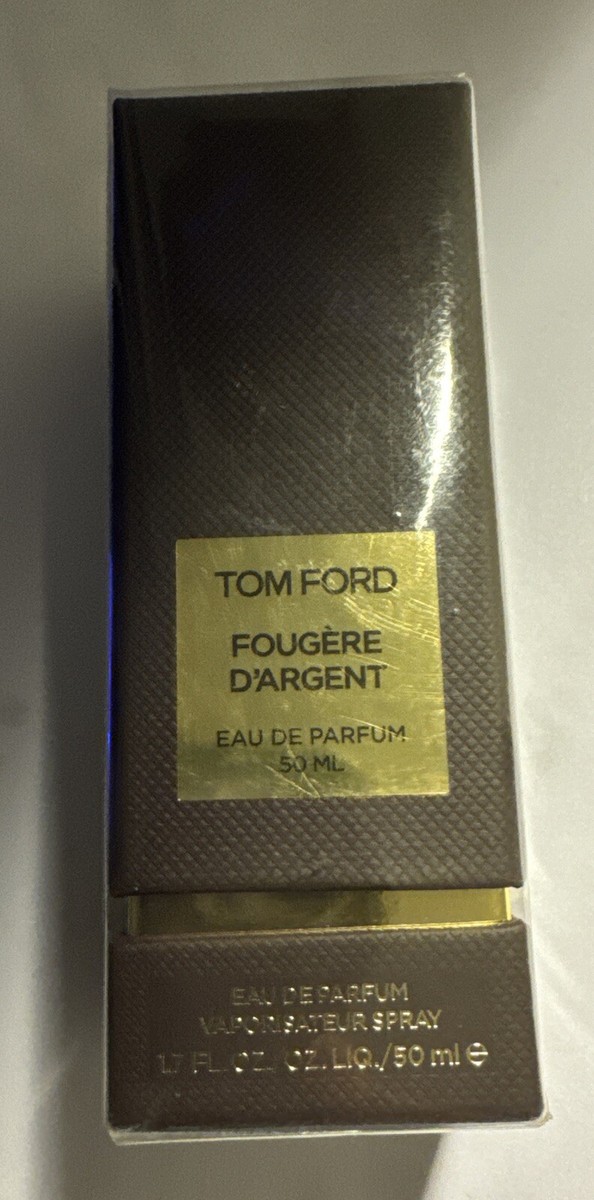 TOM FORD
FOUGÈRE
D'ARGENT
EAU DE PARFUM
50 ML
EAU DE PARFUM
VAPORISATEUR SPRAY
1.7 FL. OZ. OZ. LIQ./50 ml ℮